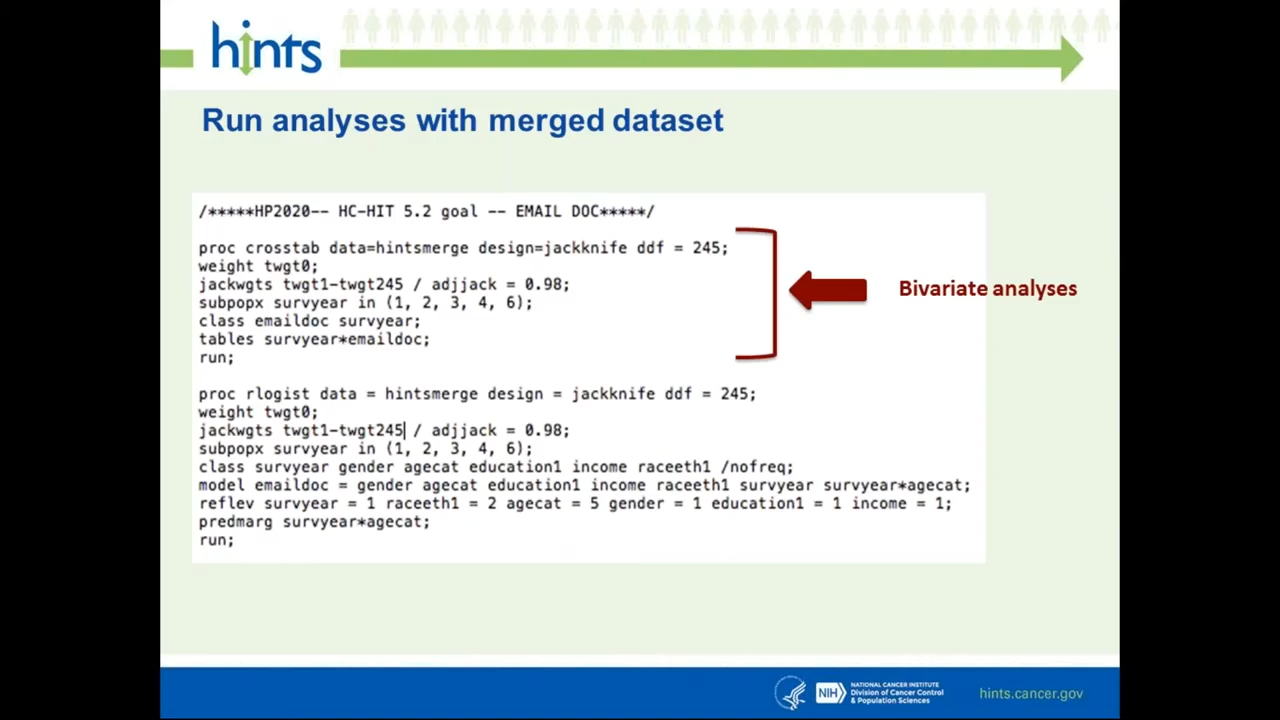 hints
Run analyses with merged dataset
/*****HP2020-- HC-HIT 5.2 goal -- EMAIL DOC*****/
proc crosstab data=hintsmerge design=jackknife ddf = 245;
weight twgt0;
jackwgts twgt1-twgt245 / adjjack = 0.98;
subpopx survyear in (1, 2, 3, 4, 6);
class emaildoc survyear;
tables survyear*emaildoc;
run;
Bivariate analyses
proc rlogist data = hintsmerge design = jackknife ddf = 245;
weight twgt0;
jackwgts twgt1-twgt245 / adjjack = 0.98;
subpopx survyear in (1, 2, 3, 4, 6);
class survyear gender agecat education1 income raceeth1 /nofreq;
model emaildoc = gender agecat education1 income raceeth1 survyear survyear*agecat;
reflev survyear = 1 raceeth1 = 2 agecat = 5 gender = 1 education1 = 1 income = 1;
predmarg survyear*agecat;
run;
NIH
NATIONAL CANCER INSTITUTE
Division of Cancer Control
& Population Sciences
hints.cancer.gov